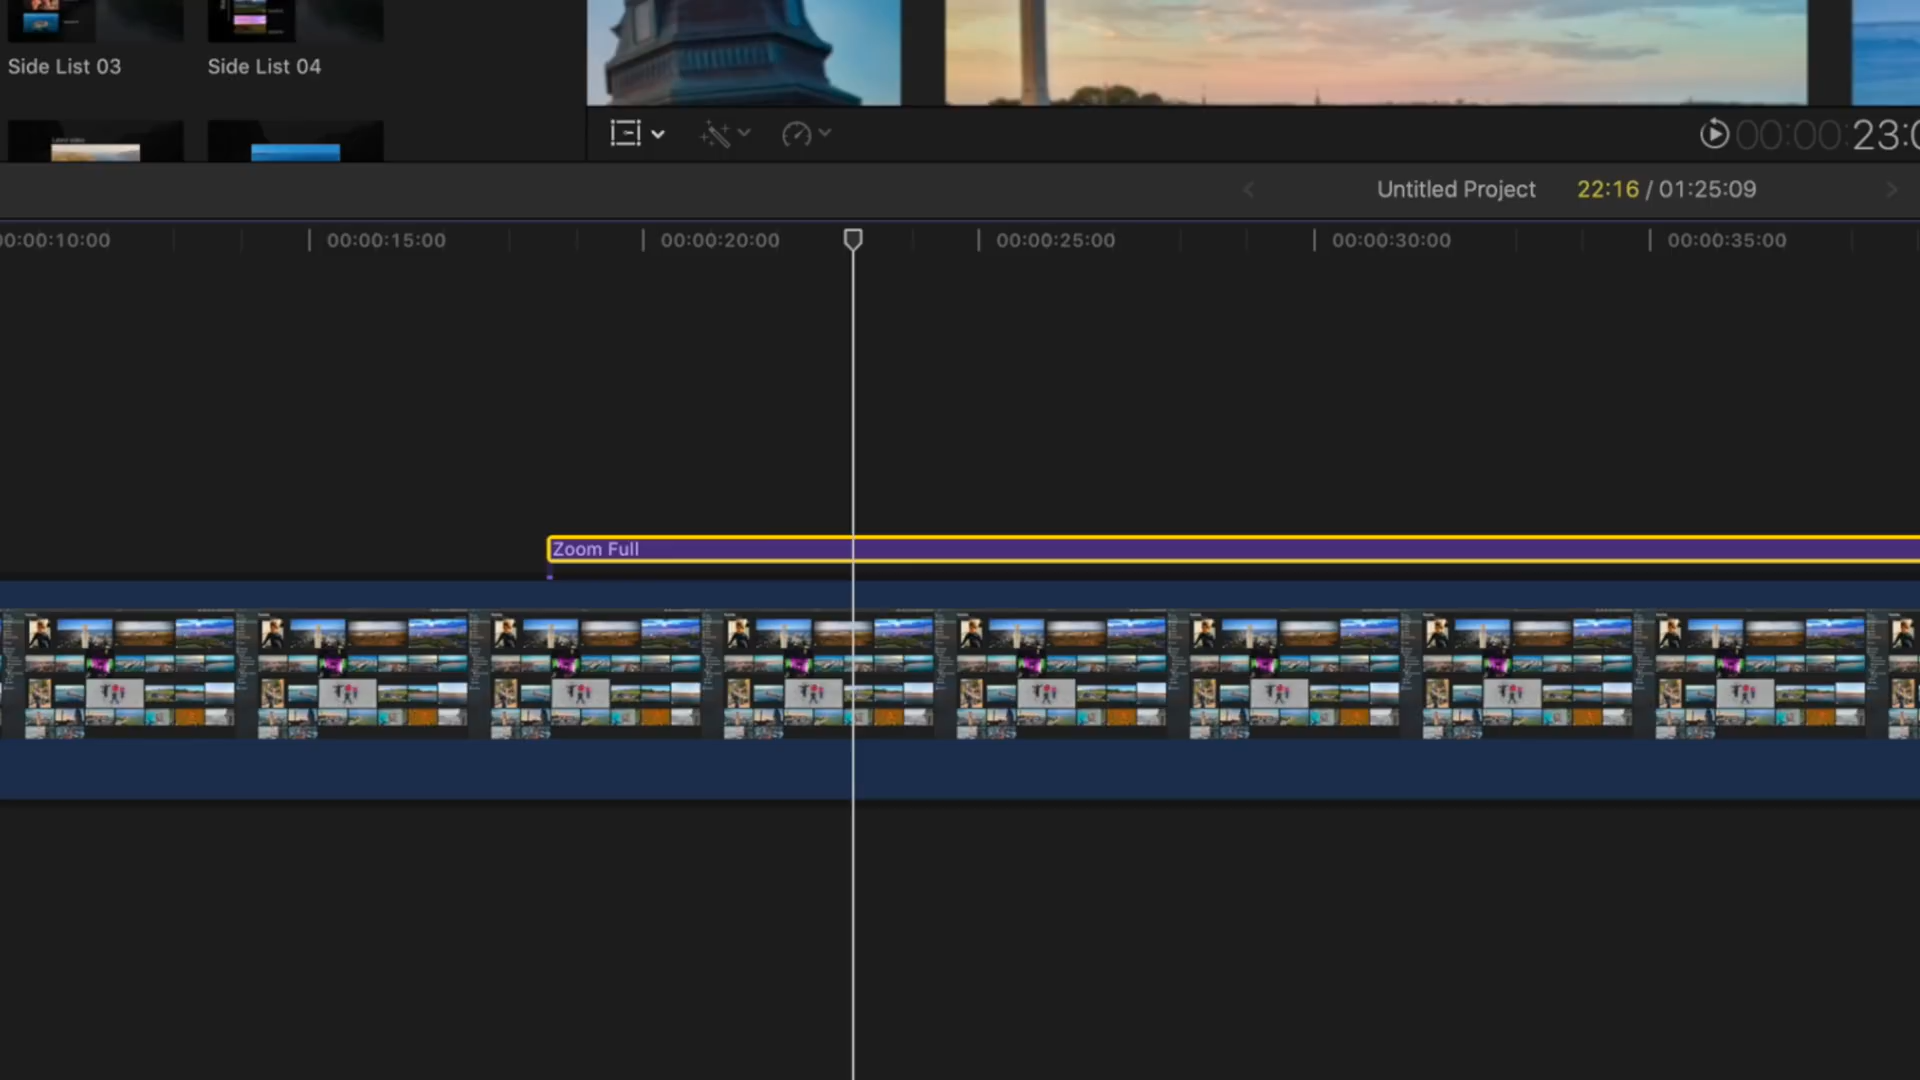 Side List 03
Side List 04
00:00:23:0
Untitled Project
22:16 / 01:25:09
00:00:10:00
00:00:15:00
00:00:20:00
00:00:25:00
00:00:30:00
00:00:35:00
Zoom Full